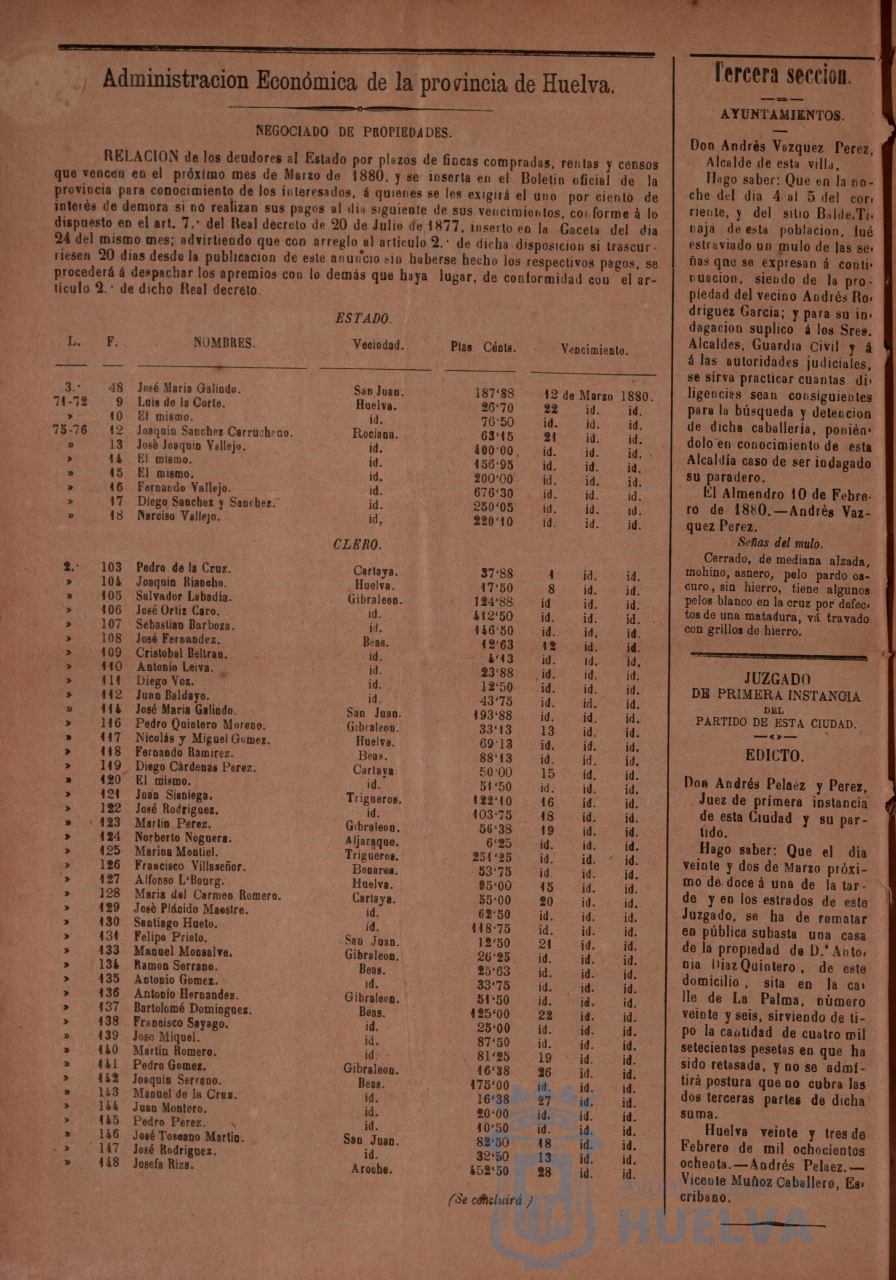 Administracion Económica de la provincia de Huelva.
NEGOCIADO DE PROPIEDADES.
RELACION de los deudores al Estado por plazos de fincas compradas, rentas y censos
que vencen en el próximo mes de Marzo de 1880, y se inserta en el Boletin oficial de la
provincia para conocimiento de los interesados, á quienes se les exigirá el uno por ciento de
interés de demora si no realizan sus pagos al dia siguiente de sus vencimientos, conforme á lo
dispuesto en el art. 7.º del Real decreto de 20 de Julio de 1877, inserto en la Gaceta del dia
24 del mismo mes; advirtiendo que con arreglo al artículo 2.º de dicha disposicion si trascur-
riesen 20 dias desde la publicacion de este anuncio sin haberse hecho los respectivos pagos, se
procederá á despachar los apremios con lo demás que haya lugar, de conformidad con el ar-
tículo 2.º de dicho Real decreto.
ESTADO.
L. F. NOMBRES. Veciodad. Ptas Cénts. Vencimiento.
3.º 48 José Maria Galindo. San Juan. 187'88 12 de Marzo 1880.
71-72 9 Luis de la Corte. Huelva. 26'70 22 id. id.
» 10 El mismo. id. 76'50 id. id. id.
75-76 12 Joaquin Sanchez Carrucheno. Rociana. 63'15 21 id. id.
» 13 Josè Joaquin Vallejo. id. 400'00 id. id. id.
» 14 El mismo. id. 156'95 id. id. id.
» 15 El mismo. id. 200'00 id. id. id.
» 16 Fernando Vallejo. id. 676'30 id. id. id.
» 17 Diego Sanchez y Sanchez. id. 250'05 id. id. id.
» 18 Narciso Vallejo. id, 220'10 id. id. id.
CLERO.
2.º 103 Pedro de la Cruz. Cartaya. 37'88 1 id. id.
» 104 Joaquin Riancho. Huelva. 17'50 8 id. id.
» 105 Salvador Labadia. Gibraleon. 124'88 id id. id.
» 106 José Ortiz Caro. id. 412'50 id. id. id.
» 107 Sebastian Barboza. id. 146'50 id. id. id.
» 108 José Fernandez. Beas. 12'63 12 id. id.
» 109 Cristobal Beltran. id. 4'13 id. id. id.
» 110 Antonio Leiva. id. 23'88 id. id. id.
» 111 Diego Voz. id. 12'50 id. id. id.
» 112 Juan Baldayo. id. 43'75 id. id. id.
» 114 José Maria Galindo. San Juan. 193'88 id. id. id.
» 116 Pedro Quintero Moreno. Gibraleon. 33'13 13 id. id.
» 117 Nicolás y Miguel Gomez. Huelva. 69'13 id. id. id.
» 118 Fernando Ramirez. Beas. 88'13 id. id. id.
» 119 Diego Càrdenas Perez. Cartaya 50'00 15 id. id.
» 120 El mismo. id. 51'50 id. id. id.
» 121 Juan Sisniega. Trigueros. 122'10 16 id. id.
» 122 José Rodriguez. id. 103'75 18 id. id.
» 123 Martin Perez. Gibraleon. 56'38 19 id. id.
» 124 Norberto Noguera. Aljaraque. 6'25 id. id. id.
» 125 Marina Montiel. Trigueros. 251'25 id. id. id.
» 126 Francisco Villaseñor. Bonares. 53'75 id. id. id.
» 127 Alfonso L'Bourg. Huelva. 25'00 15 id. id.
» 128 Maria del Carmen Romero. Cartaya. 55'00 20 id. id.
» 129 Josè Plácido Maestre. id. 62'50 id. id. id.
» 130 Santiago Hueto. id. 118'75 id. id. id.
» 131 Felipe Prieto. San Juan. 12'50 21 id. id.
» 133 Manuel Monsalve. Gibraleon. 26'25 id. id. id.
» 134 Ramon Serrano. Beas. 25'63 id. id. id.
» 135 Antonio Gomez. id. 33'75 id. id. id.
» 136 Antonio Hernandez. Gibraleon. 51'50 id. id. id.
» 137 Bartolomé Dominguez. Beas. 125'00 22 id. id.
» 138 Francisco Sayago. id. 25'00 id. id. id.
» 139 Jose Miquel. id. 87'50 id. id. id.
» 140 Martin Romero. id. 81'25 19 id. id.
» 141 Pedro Gomez. Gibraleon. 16'38 26 id. id.
» 142 Joaquin Serrano. Beas. 175'00 id. id. id.
» 143 Manuel de la Cruz. id. 16'38 27 id. id.
» 144 Juan Montero. id. 20'00 id. id. id.
» 145 Pedro Perez. id. 10'50 id. id. id.
» 146 José Toscano Martin. San Juan. 82'50 18 id. id.
» 147 José Rodriguez. id. 32'50 13 id. id.
» 148 Josefa Riza. Aroche. 452'50 28 id. id.
(Se concluirá.)
Tercera seccion.
AYUNTAMIENTOS.
Don Andrés Vazquez Perez,
Alcalde de esta villa,
Hago saber: Que en la no-
che del dia 4 al 5 del cor-
riente, y del sitio Balde,Ti-
naja de esta poblacion, fué
estraviado un mulo de las se-
ñas que se expresan á conti-
nuacion, siendo de la pro-
piedad del vecino Andrés Ro-
driguez Garcia; y para su in-
dagacion suplico á los Sres.
Alcaldes, Guardia Civil y á
á las autoridades judiciales,
se sirva practicar cuantas di-
ligencies sean consiguientes
para la búsqueda y detencion
de dicha caballeria, ponién-
dolo en conocimiento de esta
Alcaldía caso de ser indagado
su paradero.
El Almendro 10 de Febre-
ro de 1880.—Andrés Vaz-
quez Perez.
Señas del mulo.
Cerrado, de mediana alzada,
mohino, asnero, pelo pardo os-
curo, sin hierro, tiene algunos
pelos blanco en la cruz por defec-
tos de una matadura, vá travado
con grillos de hierro.
JUZGADO
DE PRIMERA INSTANCIA
DEL
PARTIDO DE ESTA CIUDAD.
EDICTO.
Don Andrés Pelaez y Perez,
Juez de primera instancia
de esta Ciudad y su par-
tido.
Hago saber: Que el dia
veinte y dos de Marzo próxi-
mo de doce á una de la tar-
de y en los estrados de este
Juzgado, se ha de rematar
en pública subasta una casa
de la propiedad de D.ª Anto-
nia Diaz Quintero, de este
domicilio, sita en la ca-
lle de La Palma, número
veinte y seis, sirviendo de ti-
po la cantidad de cuatro mil
setecientas pesetas en que ha
sido retasada, y no se admi-
tirá postura que no cubra las
dos terceras partes de dicha
suma.
Huelva veinte y tres de
Febrero de mil ochocientos
ochenta.—Andrés Pelaez.—
Vicente Muñoz Caballero, Es-
cribano.
HUELVA